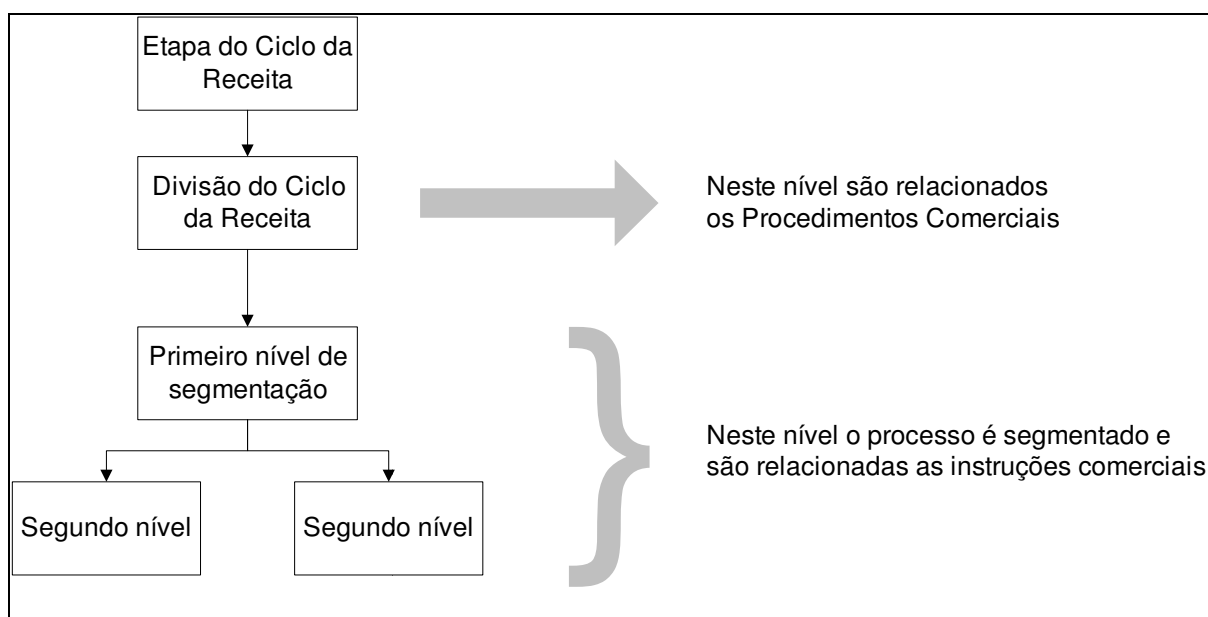 Etapa do Ciclo da
Receita
Divisão do Ciclo
da Receita
Neste nível são relacionados
os Procedimentos Comerciais
Primeiro nível de
segmentação
Neste nível o processo é segmentado e
são relacionadas as instruções comerciais
Segundo nível
Segundo nível